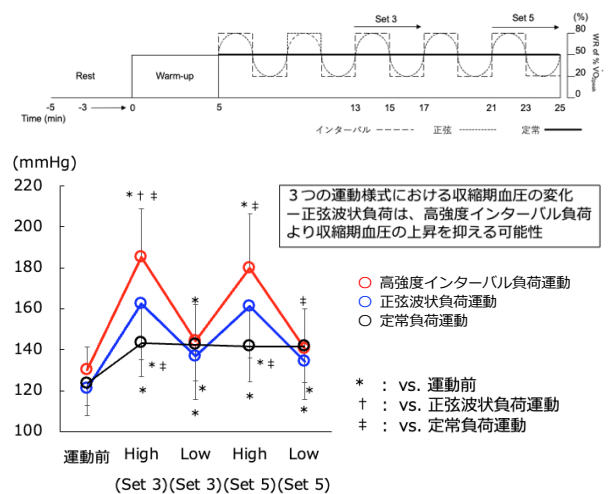 Set 3
Set 5
(%)
80
50
20
0
WR of % V̇O₂peak
Rest
Warm-up
-5
-3
0
5
13
15
17
21
23
25
Time (min)
インターバル
正弦
定常
(mmHg)
220
200
180
160
140
120
100
* † ‡
* ‡
*
‡
* ‡
* ‡
*
*
*
*
*
*
３つの運動様式における収縮期血圧の変化
ー正弦波状負荷は、高強度インターバル負荷
より収縮期血圧の上昇を抑える可能性
高強度インターバル負荷運動
正弦波状負荷運動
定常負荷運動
* : vs. 運動前
† : vs. 正弦波状負荷運動
‡ : vs. 定常負荷運動
運動前 High Low High Low
(Set 3) (Set 3) (Set 5) (Set 5)